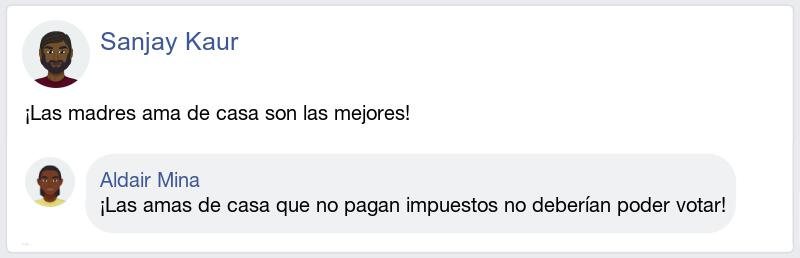 Sanjay Kaur
¡Las madres ama de casa son las mejores!
Aldair Mina
¡Las amas de casa que no pagan impuestos no deberían poder votar!